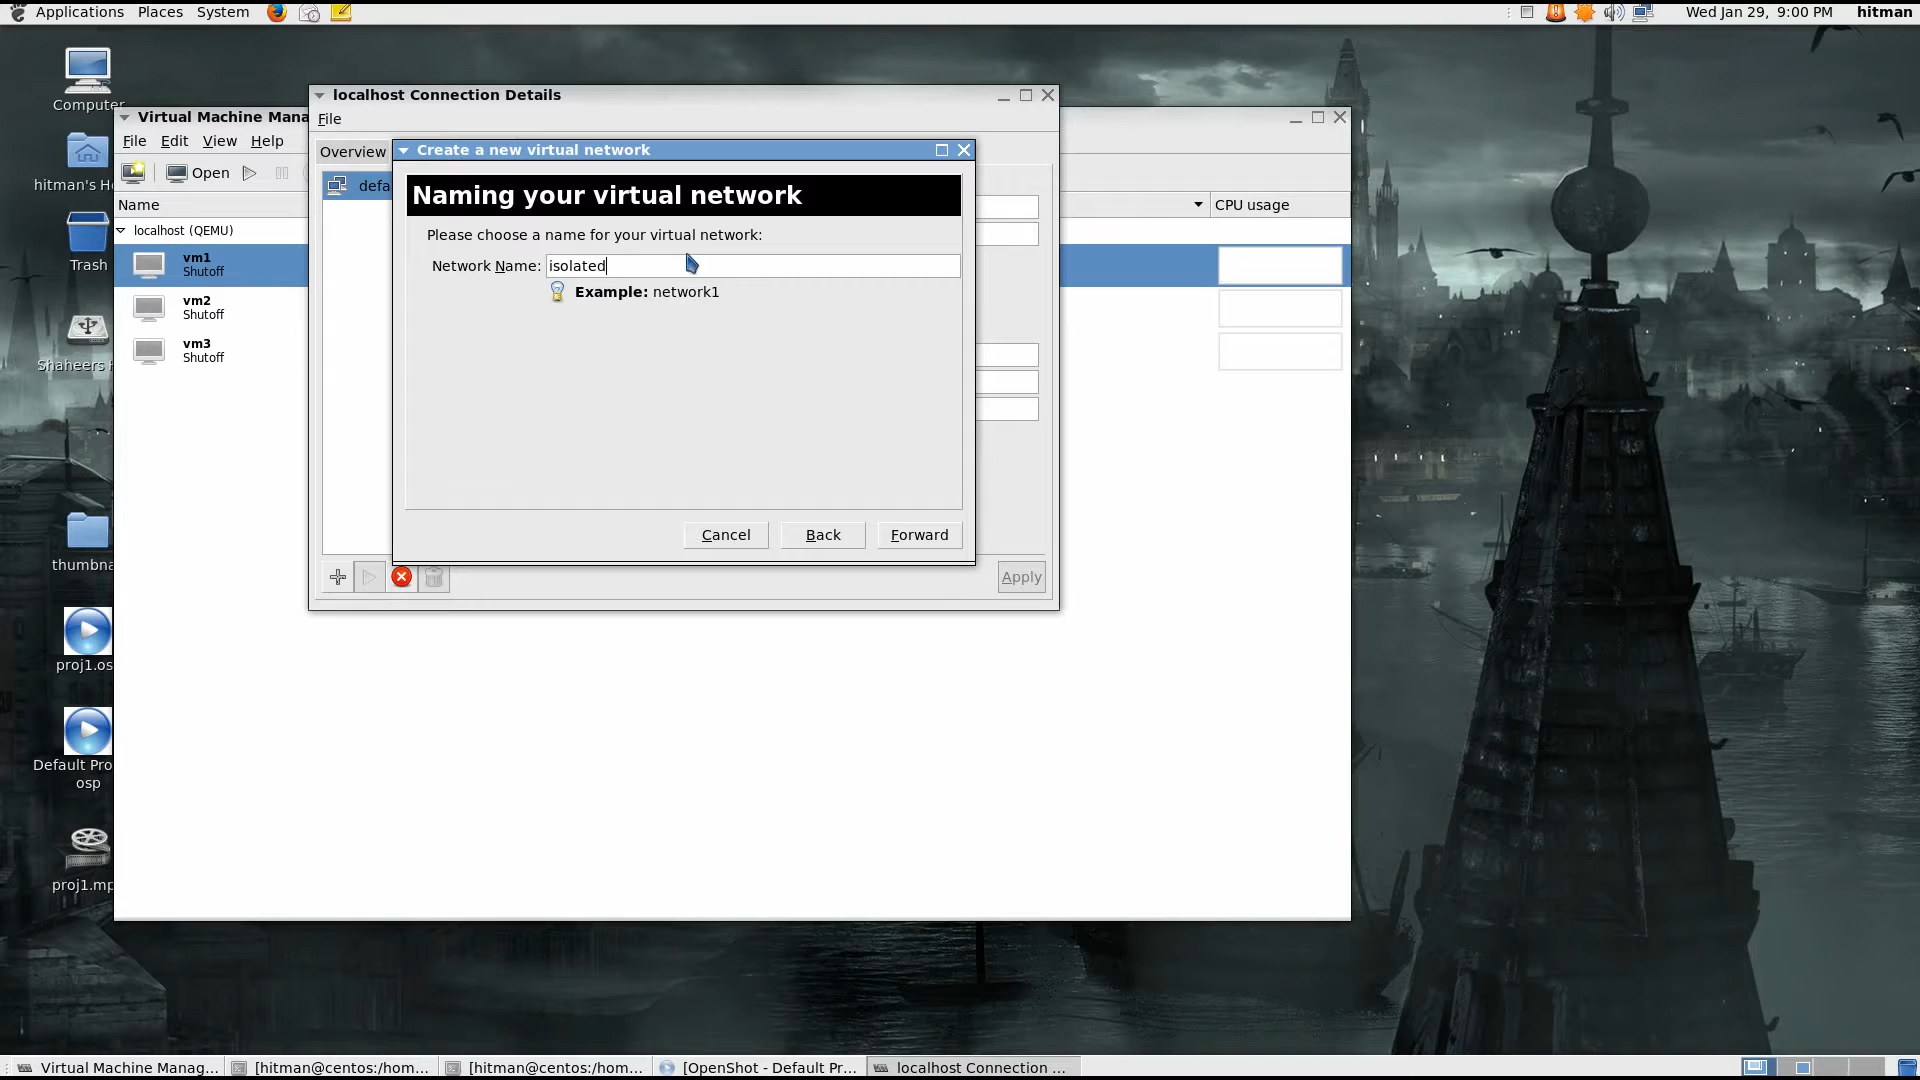 Applications Places System
Wed Jan 29, 9:00 PM hitman
Computer
hitman's H
Trash
Shaheers
thumbna
proj1.os
Default Pro
osp
proj1.mp
Virtual Machine Mana
File Edit View Help
Open
Name
CPU usage
localhost (QEMU)
vm1
Shutoff
vm2
Shutoff
vm3
Shutoff
localhost Connection Details
File
Overview
defa
Apply
Create a new virtual network
Naming your virtual network
Please choose a name for your virtual network:
Network Name: isolated
Example: network1
Cancel Back Forward
Virtual Machine Manag... [hitman@centos:/hom... [hitman@centos:/hom... [OpenShot - Default Pr... localhost Connection ...